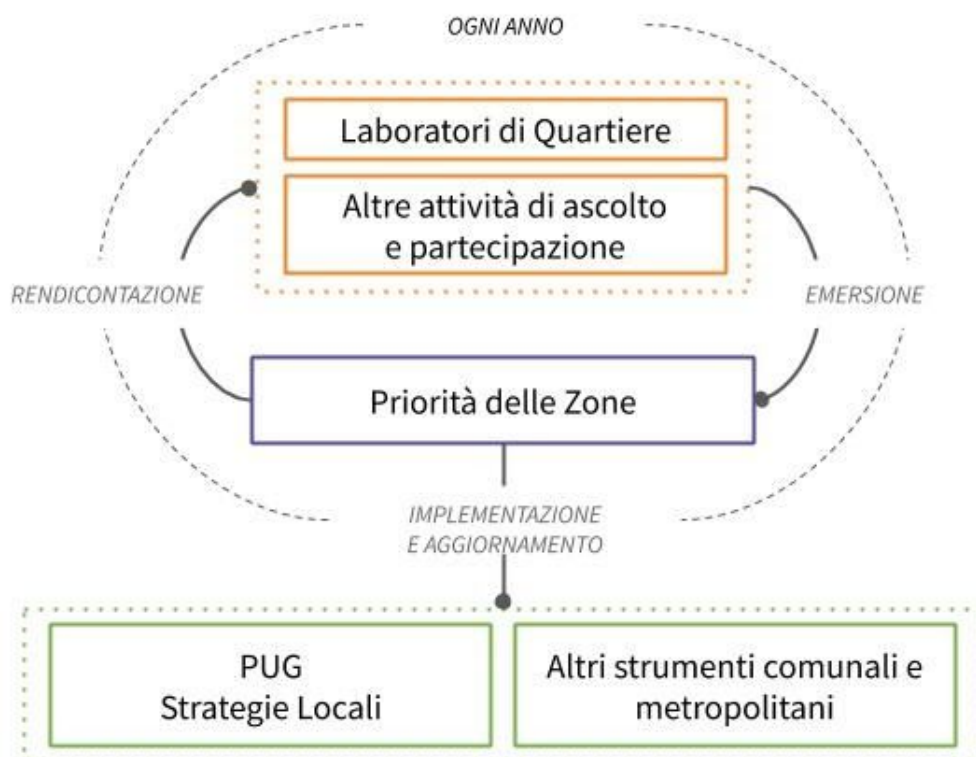 OGNI ANNO
Laboratori di Quartiere
Altre attività di ascolto
e partecipazione
RENDICONTAZIONE
EMERSIONE
Priorità delle Zone
IMPLEMENTAZIONE
E AGGIORNAMENTO
PUG
Strategie Locali
Altri strumenti comunali e
metropolitani